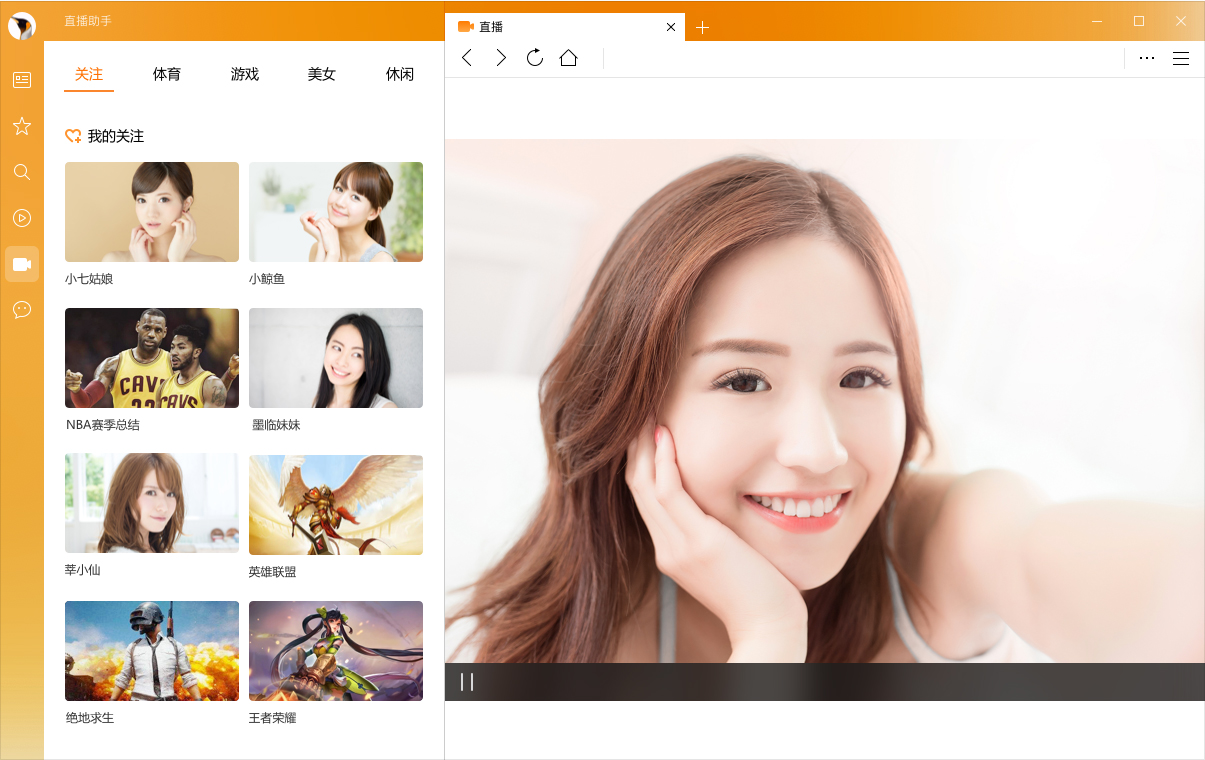 直播助手
直播
关注 体育 游戏 美女 休闲
我的关注
小七姑娘 小鲸鱼
CAVS
CAVS
NBA赛季总结 墨临妹妹
莘小仙 英雄联盟
绝地求生 王者荣耀